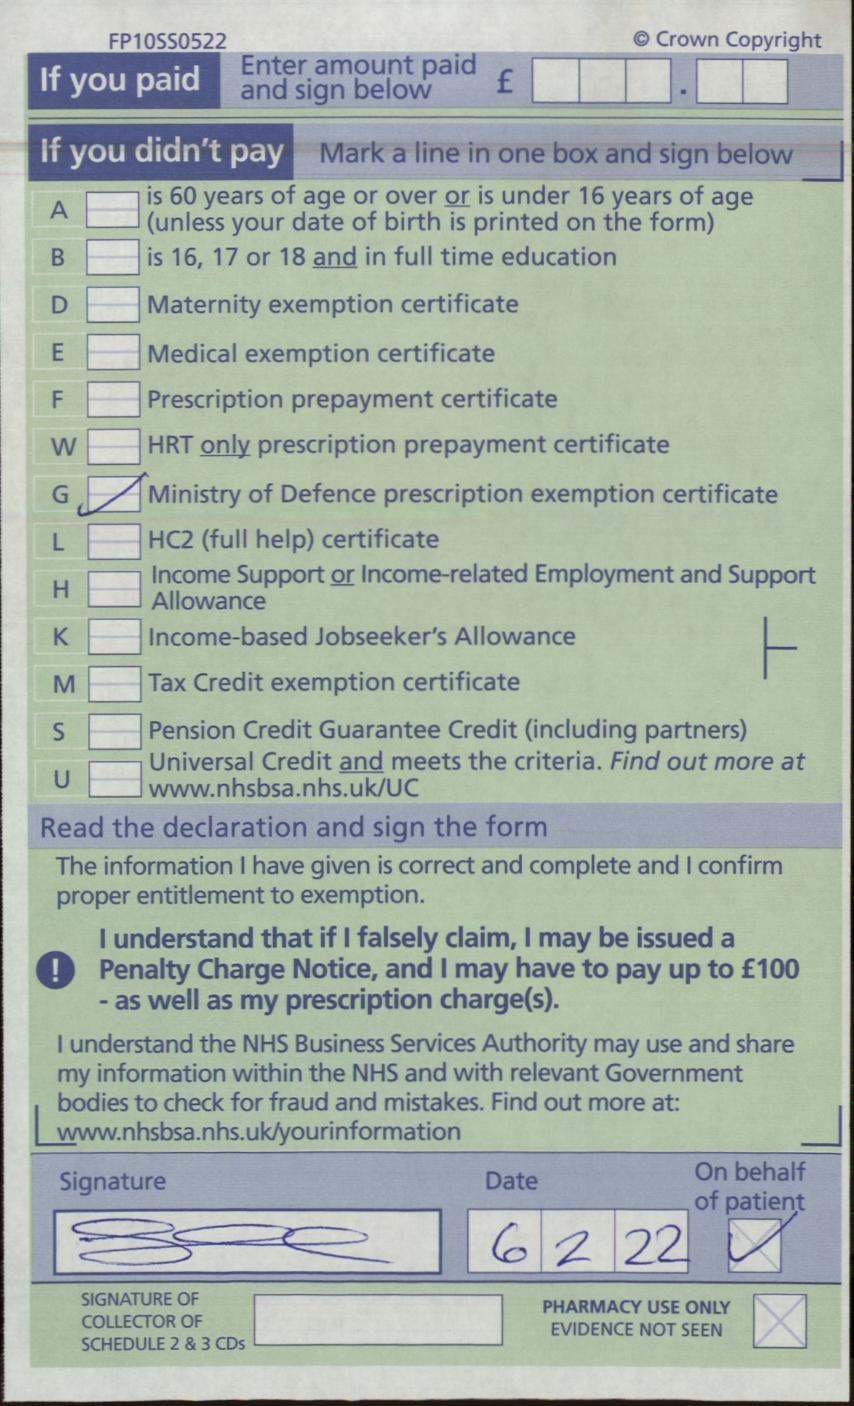 FP10SS0522
© Crown Copyright
If you paid
Enter amount paid
and sign below
£ .
If you didn't pay
Mark a line in one box and sign below
A is 60 years of age or over or is under 16 years of age
(unless your date of birth is printed on the form)
B is 16, 17 or 18 and in full time education
D Maternity exemption certificate
E Medical exemption certificate
F Prescription prepayment certificate
W HRT only prescription prepayment certificate
G Ministry of Defence prescription exemption certificate
L HC2 (full help) certificate
H Income Support or Income-related Employment and Support
Allowance
K Income-based Jobseeker's Allowance
M Tax Credit exemption certificate
S Pension Credit Guarantee Credit (including partners)
U Universal Credit and meets the criteria. Find out more at
www.nhsbsa.nhs.uk/UC
Read the declaration and sign the form
The information I have given is correct and complete and I confirm
proper entitlement to exemption.
! I understand that if I falsely claim, I may be issued a
Penalty Charge Notice, and I may have to pay up to £100
- as well as my prescription charge(s).
I understand the NHS Business Services Authority may use and share
my information within the NHS and with relevant Government
bodies to check for fraud and mistakes. Find out more at:
www.nhsbsa.nhs.uk/yourinformation
Signature
Date
On behalf
of patient
6 2 22
SIGNATURE OF
COLLECTOR OF
SCHEDULE 2 & 3 CDs
PHARMACY USE ONLY
EVIDENCE NOT SEEN